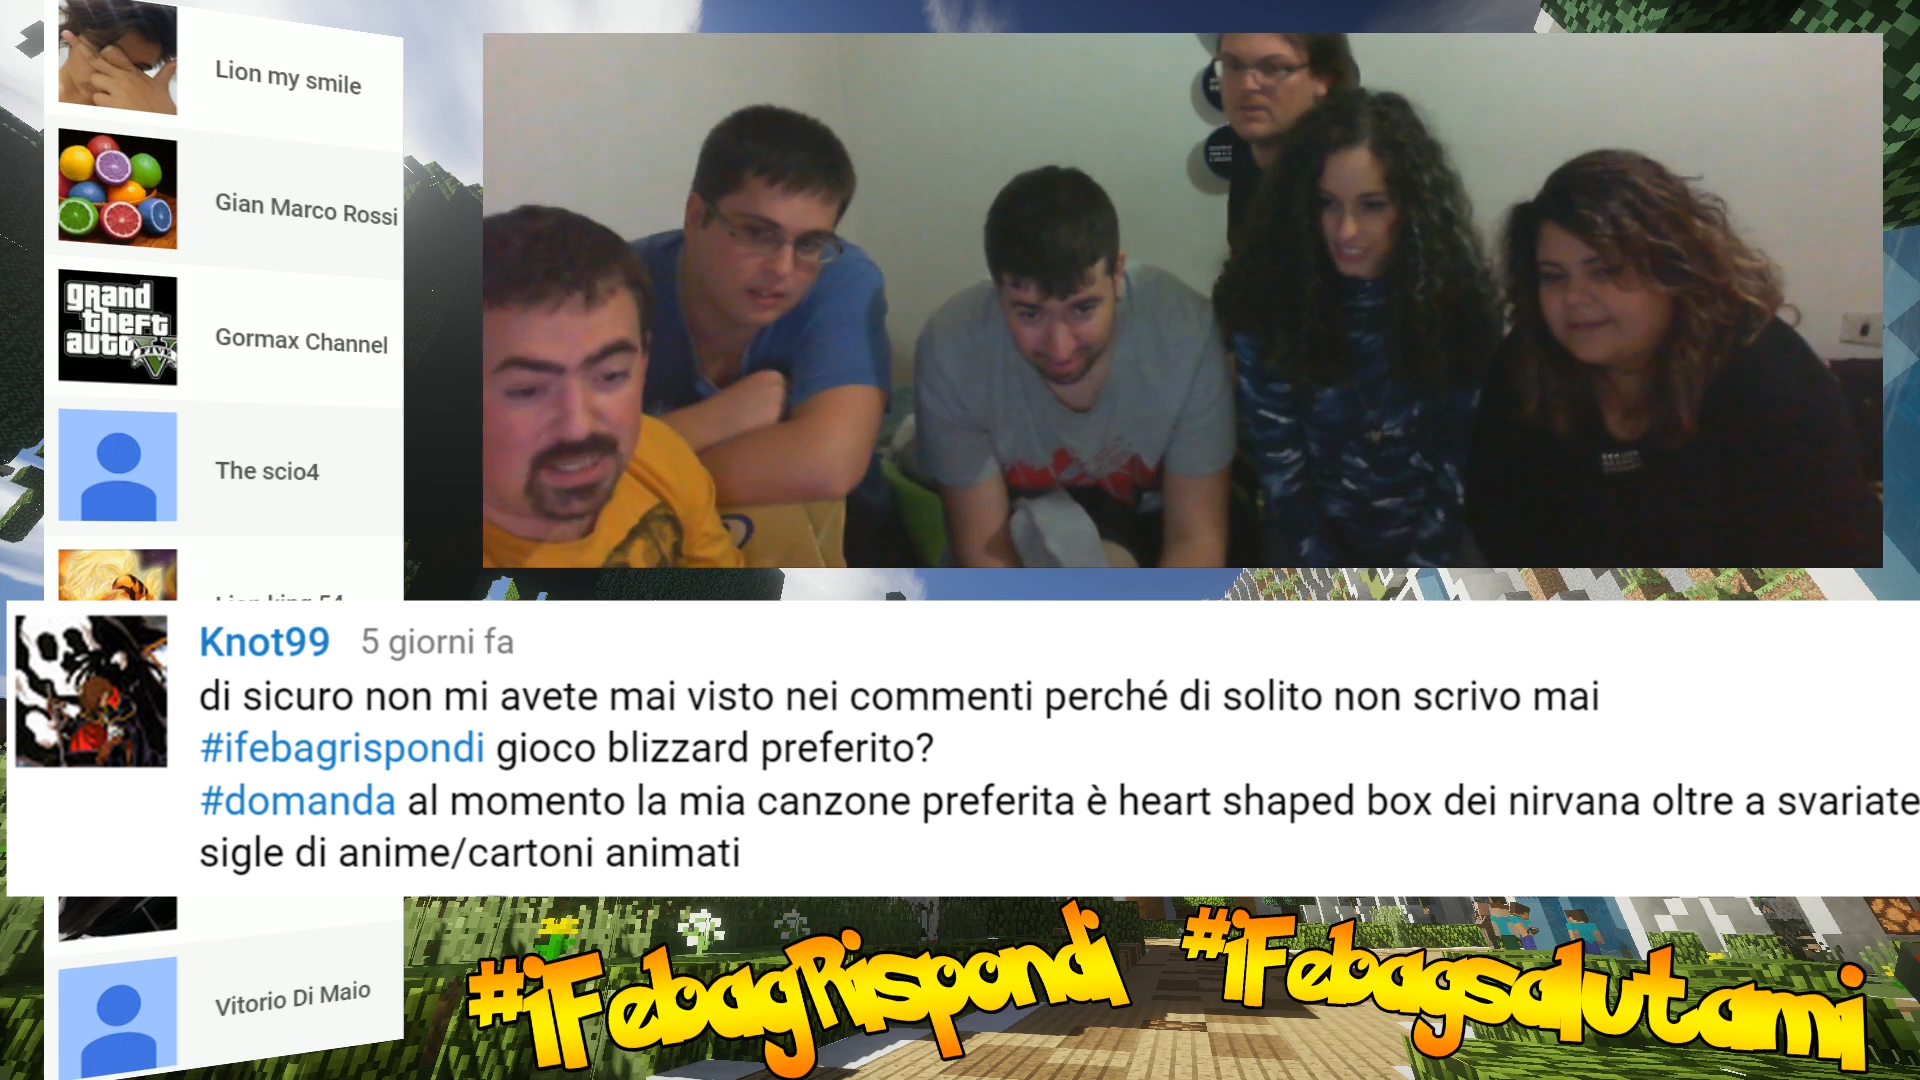 Lion my smile
Gian Marco Rossi
grand
theft
auto
FIVE
Gormax Channel
The scio4
Knot99 5 giorni fa
di sicuro non mi avete mai visto nei commenti perché di solito non scrivo mai
#ifebagrispondi gioco blizzard preferito?
#domanda al momento la mia canzone preferita è heart shaped box dei nirvana oltre a svariate
sigle di anime/cartoni animati
Vitorio Di Maio
#iFebagRispondi #iFebagsalutami